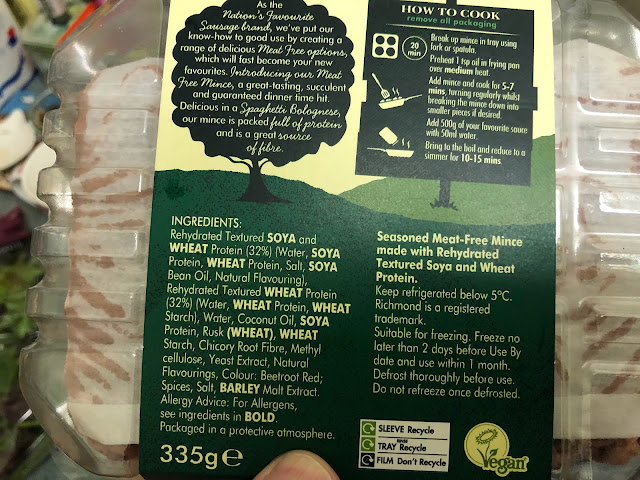 As the
Nation's Favourite
Sausage brand, we've put our
know-how to good use by creating a
range of delicious Meat Free options,
which will fast become your new
favourites. Introducing our Meat
Free Mince, a great-tasting, succulent
and guaranteed dinner time hit.
Delicious in a Spaghetti Bolognese,
our mince is packed full of protein
and is a great source
of fibre.
HOW TO COOK
remove all packaging
20
min
Break up mince in tray using
fork or spatula.
Preheat 1 tsp oil in frying pan
over medium heat.
Add mince and cook for 5-7
mins, turning regularly whilst
breaking the mince down into
smaller pieces if desired.
Add 500g of your favourite sauce
with 50ml water.
Bring to the boil and reduce to a
simmer for 10-15 mins.
INGREDIENTS:
Rehydrated Textured SOYA and
WHEAT Protein (32%) (Water, SOYA
Protein, WHEAT Protein, Salt, SOYA
Bean Oil, Natural Flavouring),
Rehydrated Textured WHEAT Protein
(32%) (Water, WHEAT Protein, WHEAT
Starch), Water, Coconut Oil, SOYA
Protein, Rusk (WHEAT), WHEAT
Starch, Chicory Root Fibre, Methyl
cellulose, Yeast Extract, Natural
Flavourings, Colour: Beetroot Red;
Spices, Salt, BARLEY Malt Extract.
Allergy Advice: For Allergens,
see ingredients in BOLD.
Packaged in a protective atmosphere.
335g e
Seasoned Meat-Free Mince
made with Rehydrated
Textured Soya and Wheat
Protein.
Keep refrigerated below 5ºC.
Richmond is a registered
trademark.
Suitable for freezing. Freeze no
later than 2 days before Use By
date and use within 1 month.
Defrost thoroughly before use.
Do not refreeze once defrosted.
SLEEVE Recycle
RINSE
TRAY Recycle
FILM Don't Recycle
Vegan